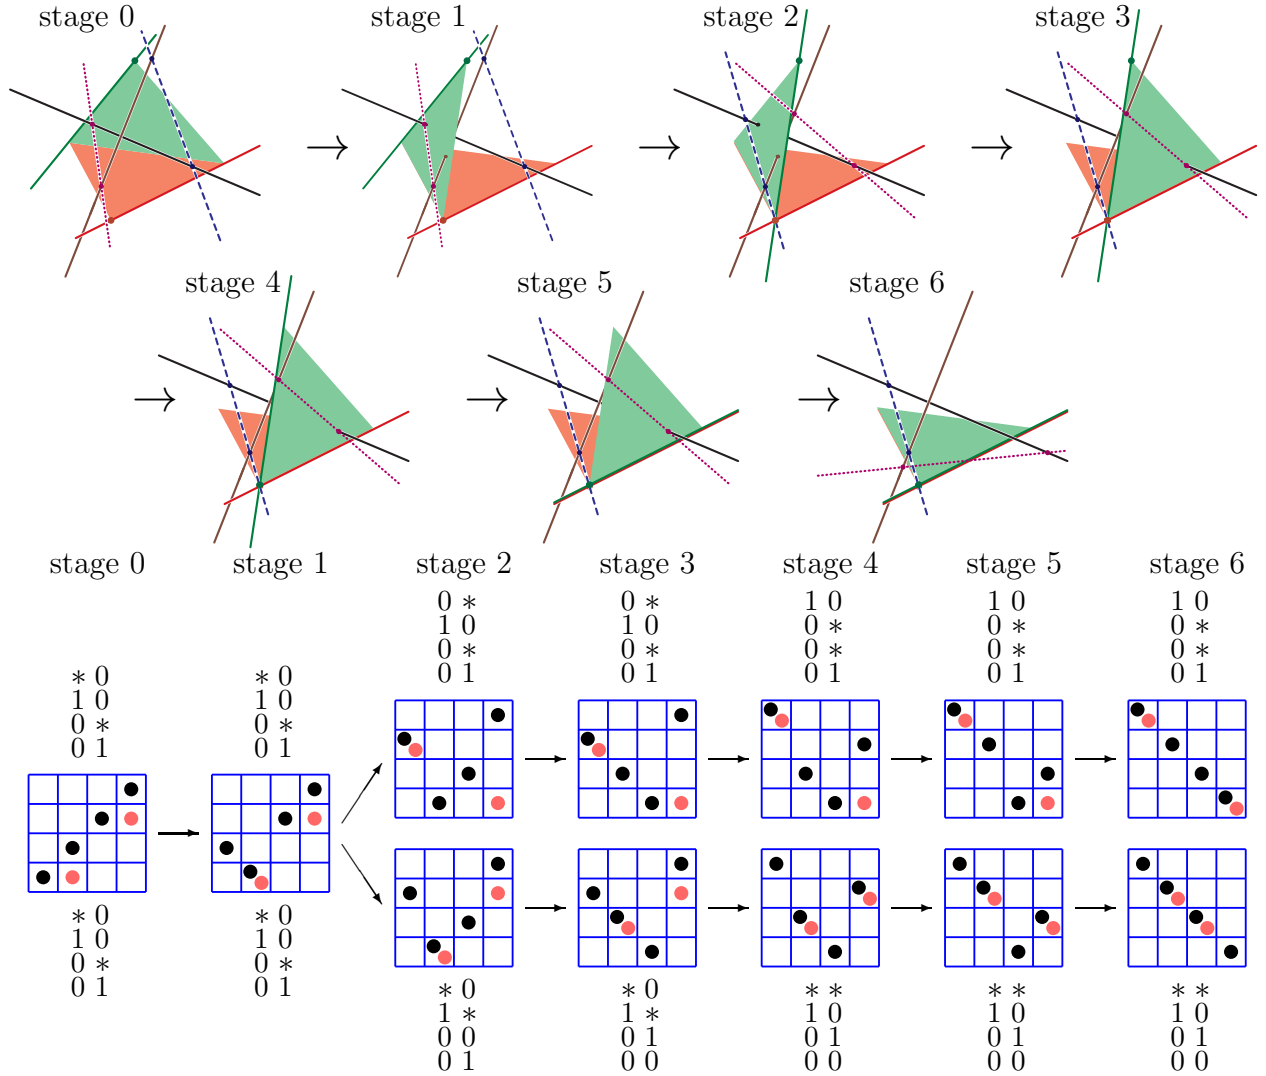 stage 0 stage 1 stage 2 stage 3
→ → →
stage 4 stage 5 stage 6
→ → →
stage 0 stage 1 stage 2 stage 3 stage 4 stage 5 stage 6
0 ∗ 0 ∗ 1 0 1 0 1 0
1 0 1 0 0 ∗ 0 ∗ 0 ∗
0 ∗ 0 ∗ 0 ∗ 0 ∗ 0 ∗
∗ 0 ∗ 0 0 1 0 1 0 1 0 1 0 1
1 0 1 0
0 ∗ 0 ∗
0 1 0 1
∗ 0 ∗ 0
1 0 1 0
0 ∗ 0 ∗
0 1 0 1 ∗ 0 ∗ 0 ∗ ∗ ∗ ∗ ∗ ∗
1 ∗ 1 ∗ 1 0 1 0 1 0
0 0 0 1 0 1 0 1 0 1
0 1 0 0 0 0 0 0 0 0